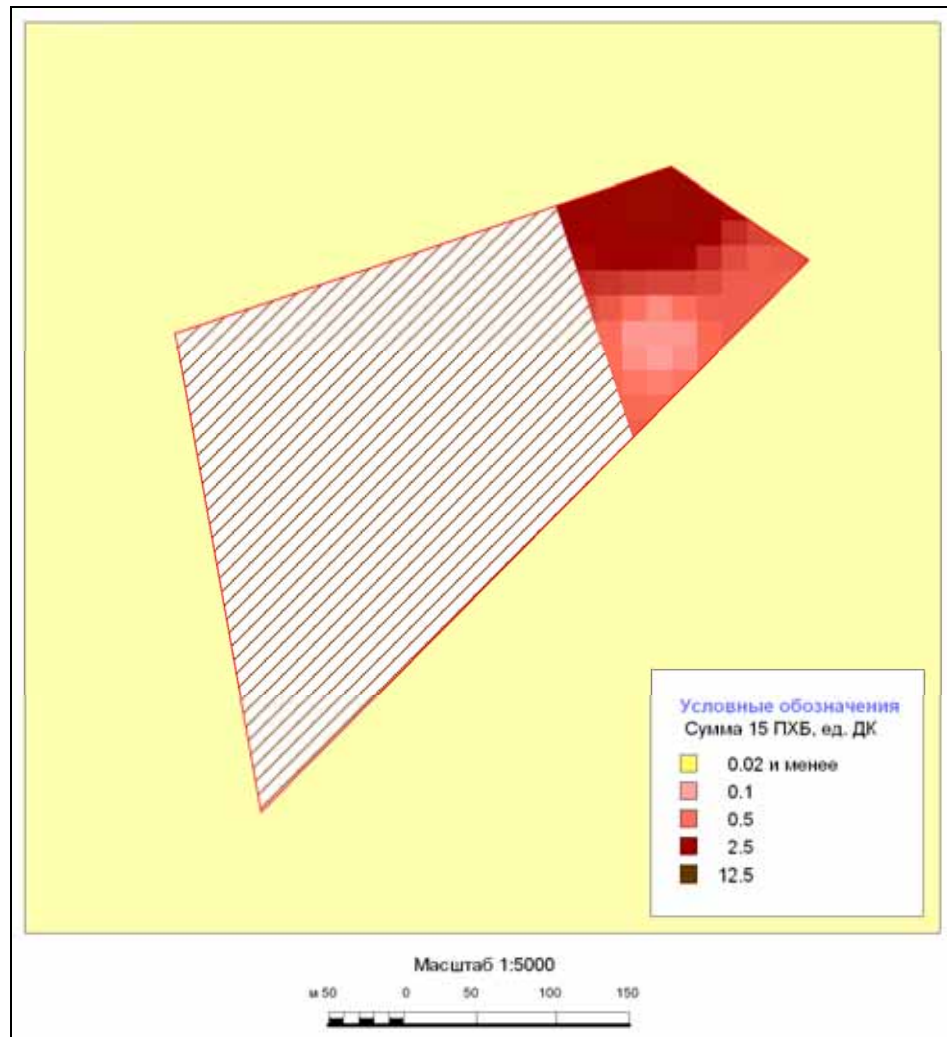 Условные обозначения
Сумма 15 ПХБ, ед. ДК
0.02 и менее
0.1
0.5
2.5
12.5
Масштаб 1:5000
м 50 0 50 100 150